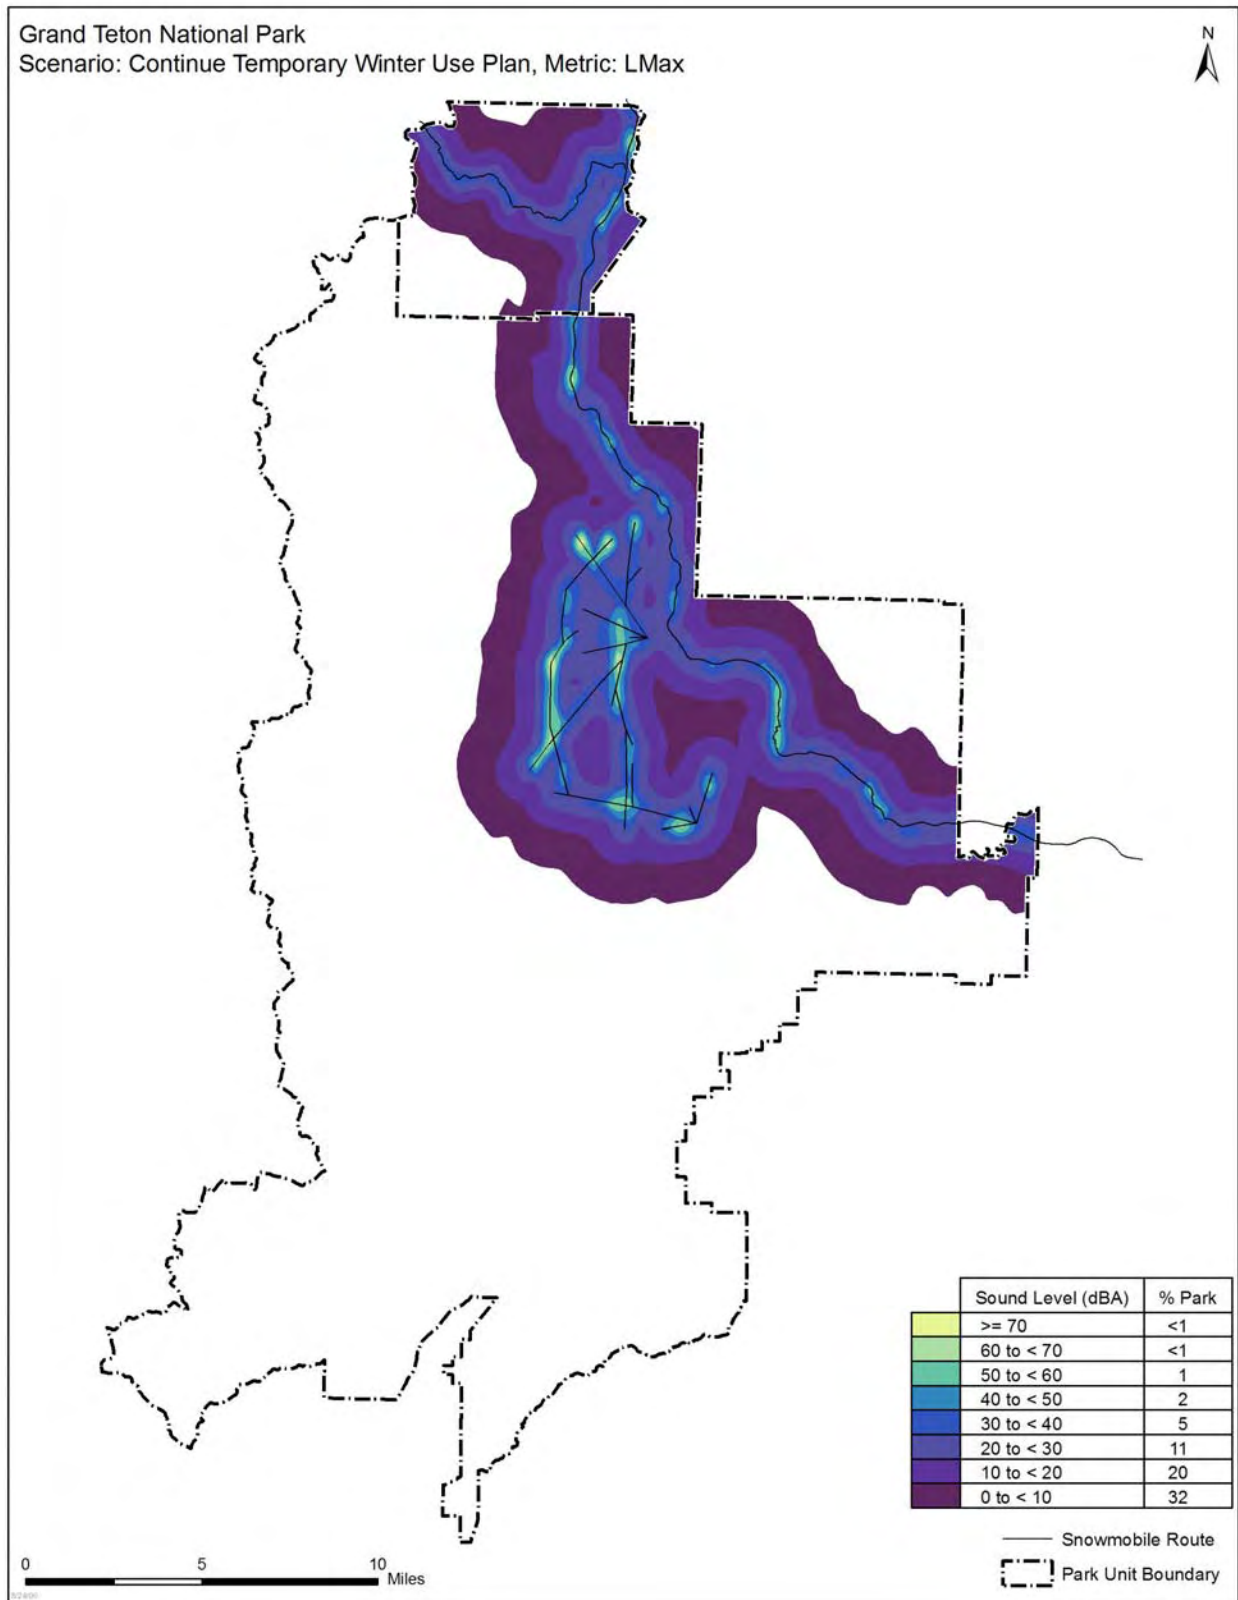 Grand Teton National Park
Scenario: Continue Temporary Winter Use Plan, Metric: LMax
N
Sound Level (dBA) % Park
>= 70 <1
60 to < 70 <1
50 to < 60 1
40 to < 50 2
30 to < 40 5
20 to < 30 11
10 to < 20 20
0 to < 10 32
Snowmobile Route
Park Unit Boundary
0 5 10
Miles